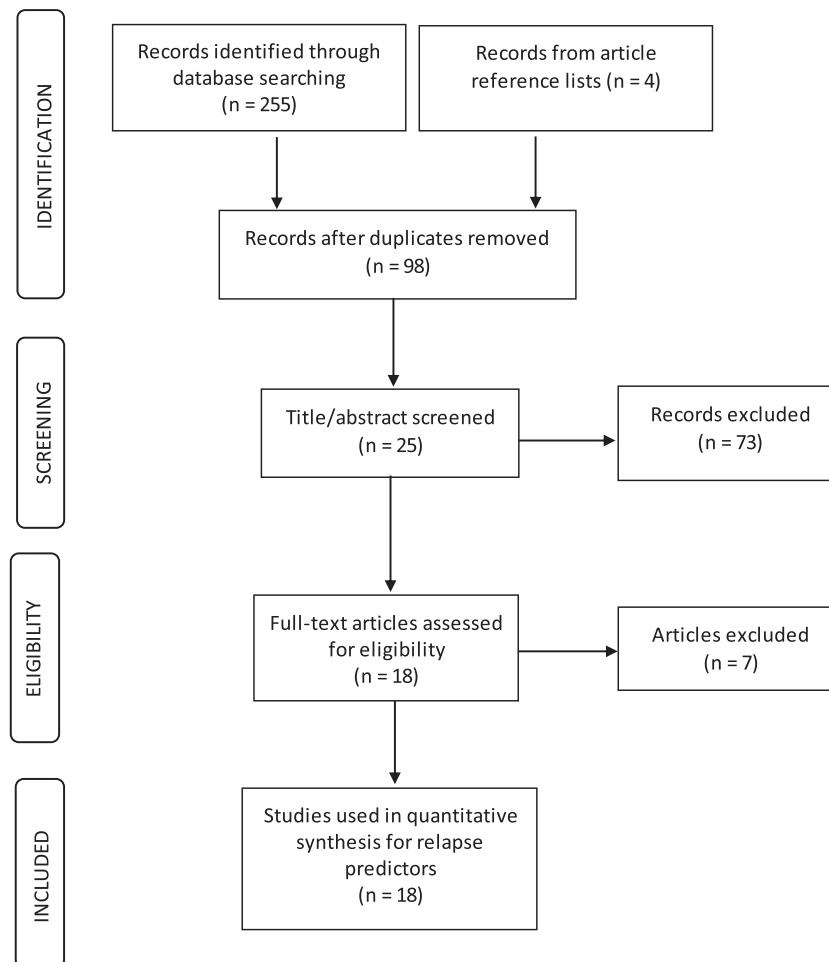 IDENTIFICATION
Records identified through
database searching
(n = 255)
Records from article
reference lists (n = 4)
Records after duplicates removed
(n = 98)
SCREENING
Title/abstract screened
(n = 25)
Records excluded
(n = 73)
ELIGIBILITY
Full-text articles assessed
for eligibility
(n = 18)
Articles excluded
(n = 7)
INCLUDED
Studies used in quantitative
synthesis for relapse
predictors
(n = 18)